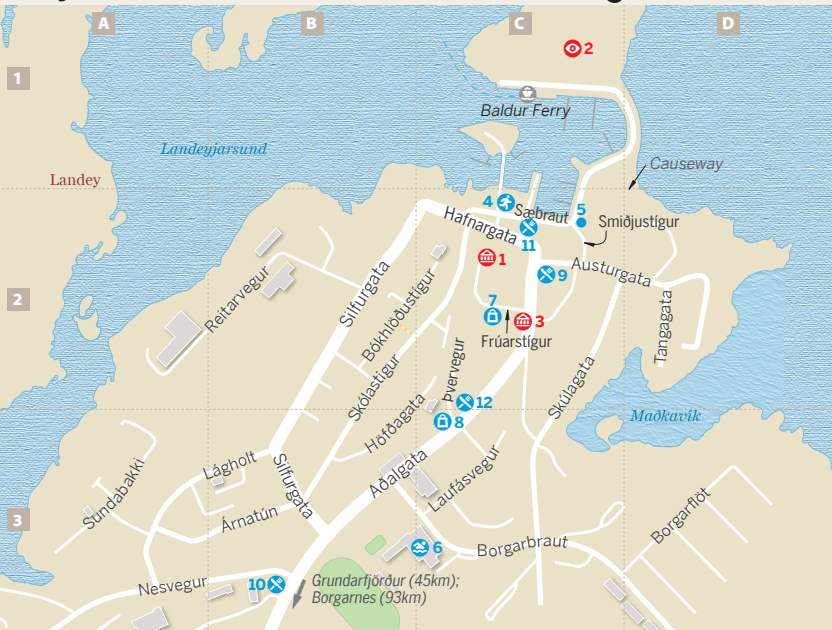 A
B
C
D
1
2
Baldur Ferry
Landeyjarsund
Causeway
Landey
4
Sæbraut
5
Smiðjustígur
Hafnargata
11
1
Austurgata
9
2
Reitarvegur
Silfurgata
Bókhlöðustígur
7
3
Frúarstígur
Tangagata
Skólastígur
Þvervegur
Skúlagata
12
Maðkavík
Höfðagata
8
Lágholt
Silfurgata
Aðalgata
Laufásvegur
Sundabakki
3
Árnatún
Borgarflöt
6
Borgarbraut
Nesvegur
10
Grundarfjörður (45km);
Borgarnes (93km)